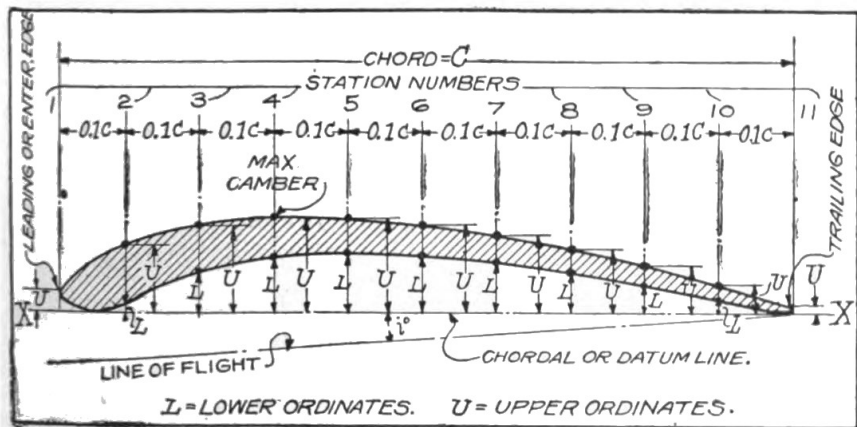 CHORD=C
STATION NUMBERS
1 2 3 4 5 6 7 8 9 10 11
0.1C 0.1C 0.1C 0.1C 0.1C 0.1C 0.1C 0.1C 0.1C 0.1C
LEADING OR ENTER. EDGE
MAX
CAMBER
TRAILING EDGE
U U U U U U U U U U U
L L L L L L L L L
X X
i°
LINE OF FLIGHT
CHORDAL OR DATUM LINE.
L=LOWER ORDINATES. U=UPPER ORDINATES.